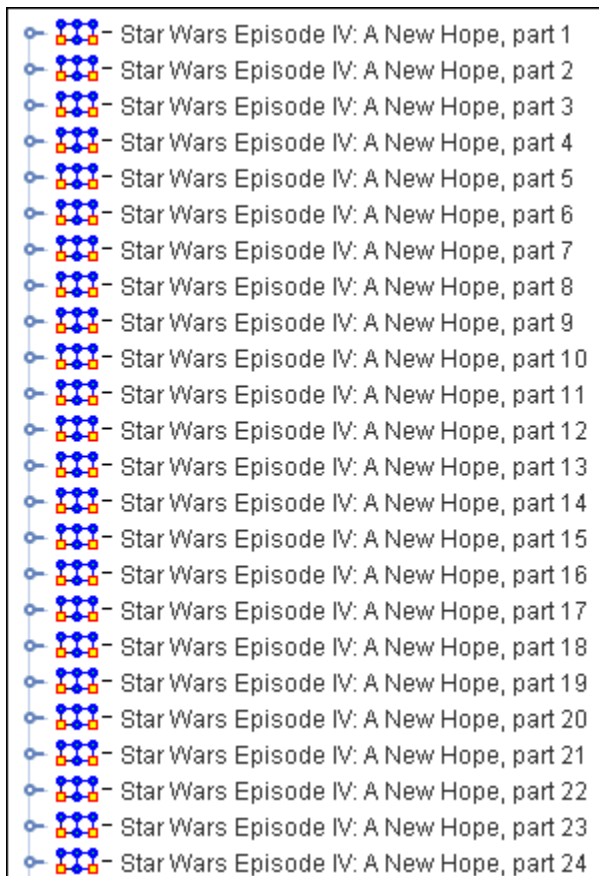 Star Wars Episode IV: A New Hope, part 1
Star Wars Episode IV: A New Hope, part 2
Star Wars Episode IV: A New Hope, part 3
Star Wars Episode IV: A New Hope, part 4
Star Wars Episode IV: A New Hope, part 5
Star Wars Episode IV: A New Hope, part 6
Star Wars Episode IV: A New Hope, part 7
Star Wars Episode IV: A New Hope, part 8
Star Wars Episode IV: A New Hope, part 9
Star Wars Episode IV: A New Hope, part 10
Star Wars Episode IV: A New Hope, part 11
Star Wars Episode IV: A New Hope, part 12
Star Wars Episode IV: A New Hope, part 13
Star Wars Episode IV: A New Hope, part 14
Star Wars Episode IV: A New Hope, part 15
Star Wars Episode IV: A New Hope, part 16
Star Wars Episode IV: A New Hope, part 17
Star Wars Episode IV: A New Hope, part 18
Star Wars Episode IV: A New Hope, part 19
Star Wars Episode IV: A New Hope, part 20
Star Wars Episode IV: A New Hope, part 21
Star Wars Episode IV: A New Hope, part 22
Star Wars Episode IV: A New Hope, part 23
Star Wars Episode IV: A New Hope, part 24